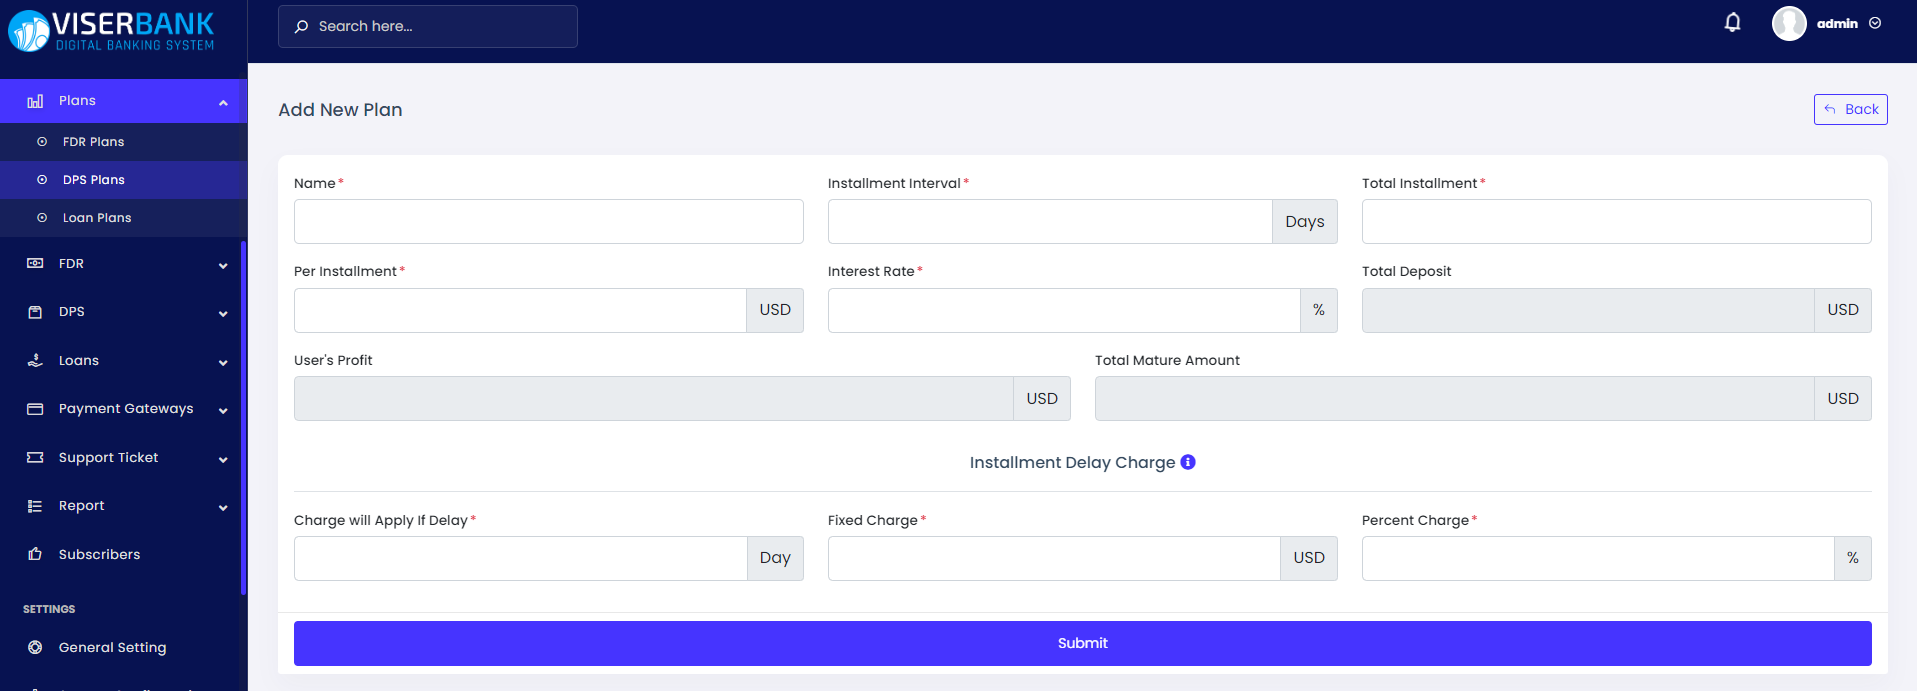 VISERBANK
DIGITAL BANKING SYSTEM
Search here...
admin
Plans
FDR Plans
DPS Plans
Loan Plans
FDR
DPS
Loans
Payment Gateways
Support Ticket
Report
Subscribers
SETTINGS
General Setting
Add New Plan
Back
Name*
Installment Interval*
Days
Total Installment*
Per Installment*
USD
Interest Rate*
%
Total Deposit
USD
User's Profit
USD
Total Mature Amount
USD
Installment Delay Charge
Charge will Apply If Delay*
Day
Fixed Charge*
USD
Percent Charge*
%
Submit